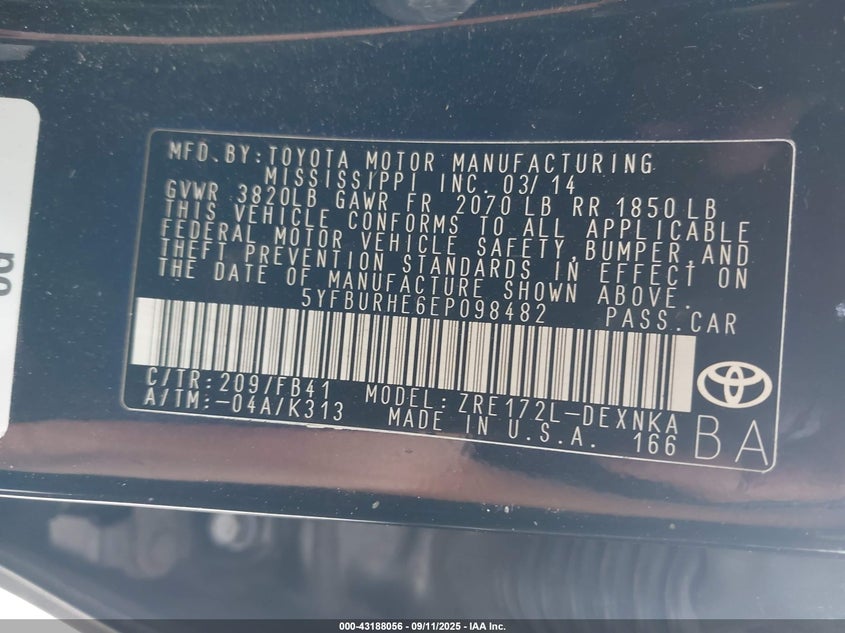 MFD.BY:TOYOTA MOTOR MANUFACTURING
MISSISSIPPI INC. 03/14
GVWR 3820LB GAWR FR 2070 LB RR 1850 LB
THIS VEHICLE CONFORMS TO ALL APPLICABLE
FEDERAL MOTOR VEHICLE SAFETY,BUMPER,AND
THEFT PREVENTION STANDARDS IN EFFECT ON
THE DATE OF MANUFACTURE SHOWN ABOVE.
5YFBURHE6EP098482 PASS.CAR
C/TR:209/FB41 MODEL:ZRE172L-DEXNKA
A/TM:-04A/K313 MADE IN U.S.A. 166
BA
000-43188056 - 09/11/2025 - IAA Inc.